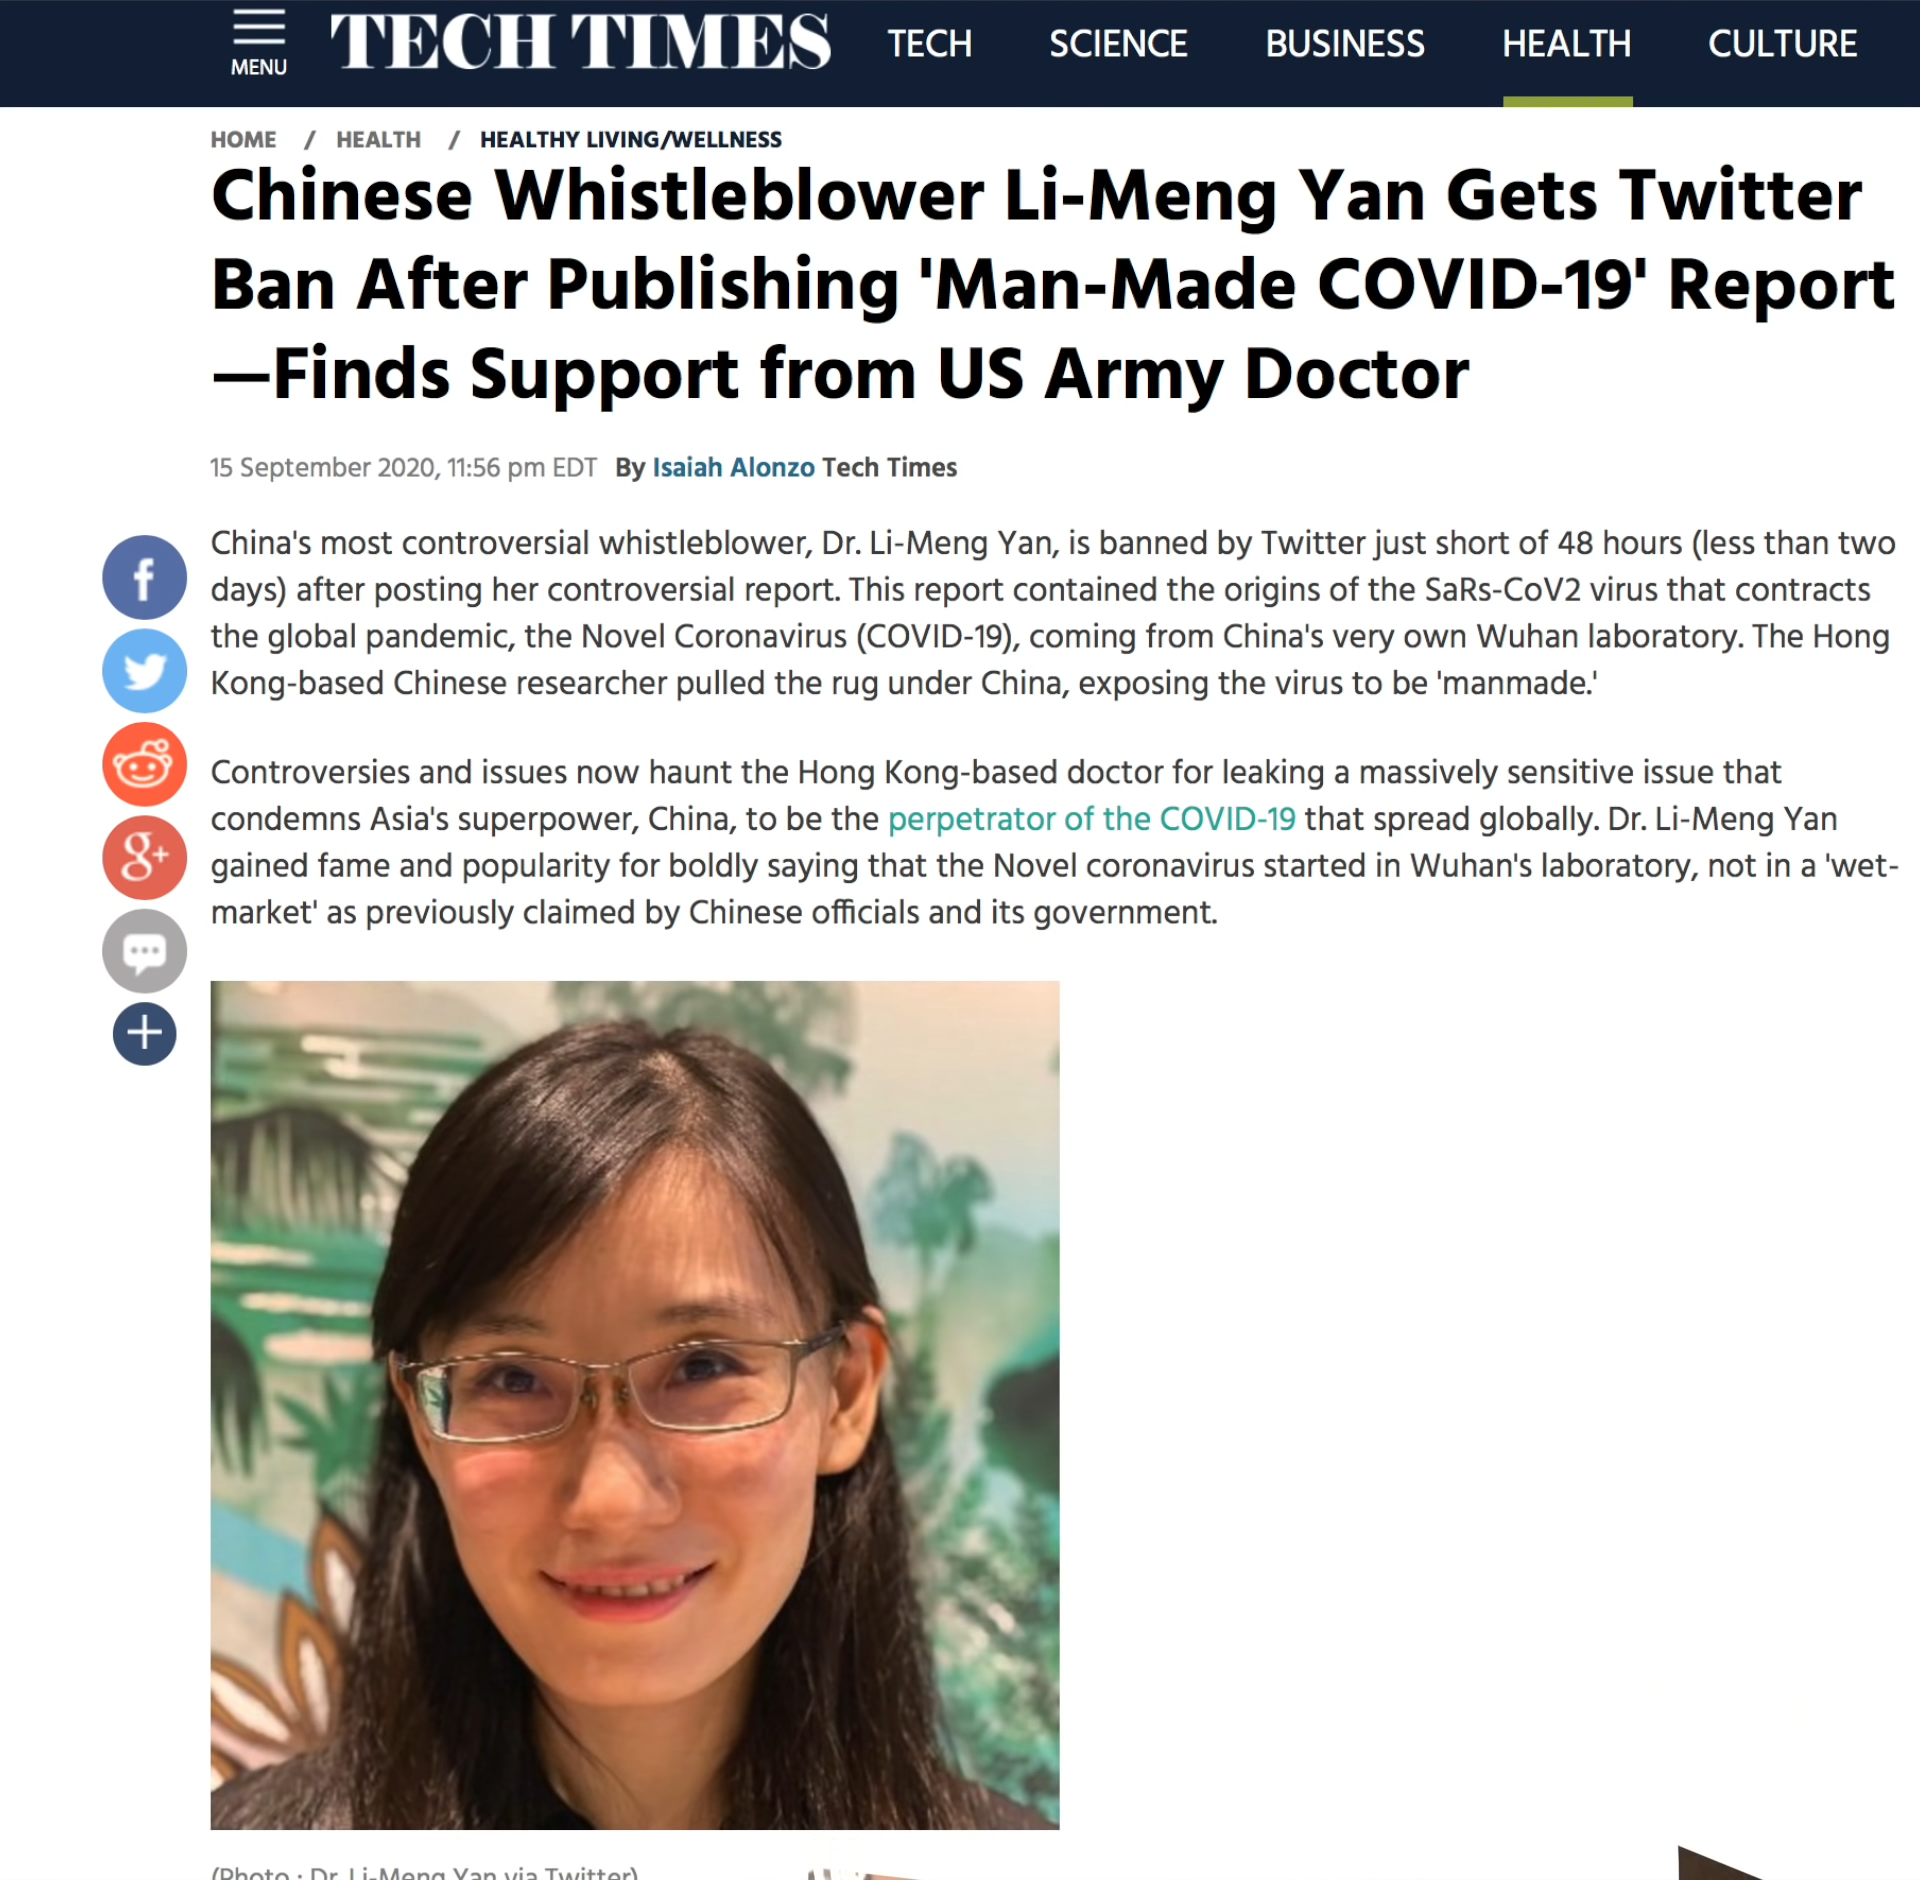 MENU
TECH TIMES
TECH
SCIENCE
BUSINESS
HEALTH
CULTURE
HOME / HEALTH / HEALTHY LIVING/WELLNESS
Chinese Whistleblower Li-Meng Yan Gets Twitter
Ban After Publishing 'Man-Made COVID-19' Report
—Finds Support from US Army Doctor
15 September 2020, 11:56 pm EDT By Isaiah Alonzo Tech Times
China's most controversial whistleblower, Dr. Li-Meng Yan, is banned by Twitter just short of 48 hours (less than two
days) after posting her controversial report. This report contained the origins of the SaRs-CoV2 virus that contracts
the global pandemic, the Novel Coronavirus (COVID-19), coming from China's very own Wuhan laboratory. The Hong
Kong-based Chinese researcher pulled the rug under China, exposing the virus to be 'manmade.'
Controversies and issues now haunt the Hong Kong-based doctor for leaking a massively sensitive issue that
condemns Asia's superpower, China, to be the perpetrator of the COVID-19 that spread globally. Dr. Li-Meng Yan
gained fame and popularity for boldly saying that the Novel coronavirus started in Wuhan's laboratory, not in a 'wet-
market' as previously claimed by Chinese officials and its government.
f
g+
(Photo : Dr. Li-Meng Yan via Twitter)